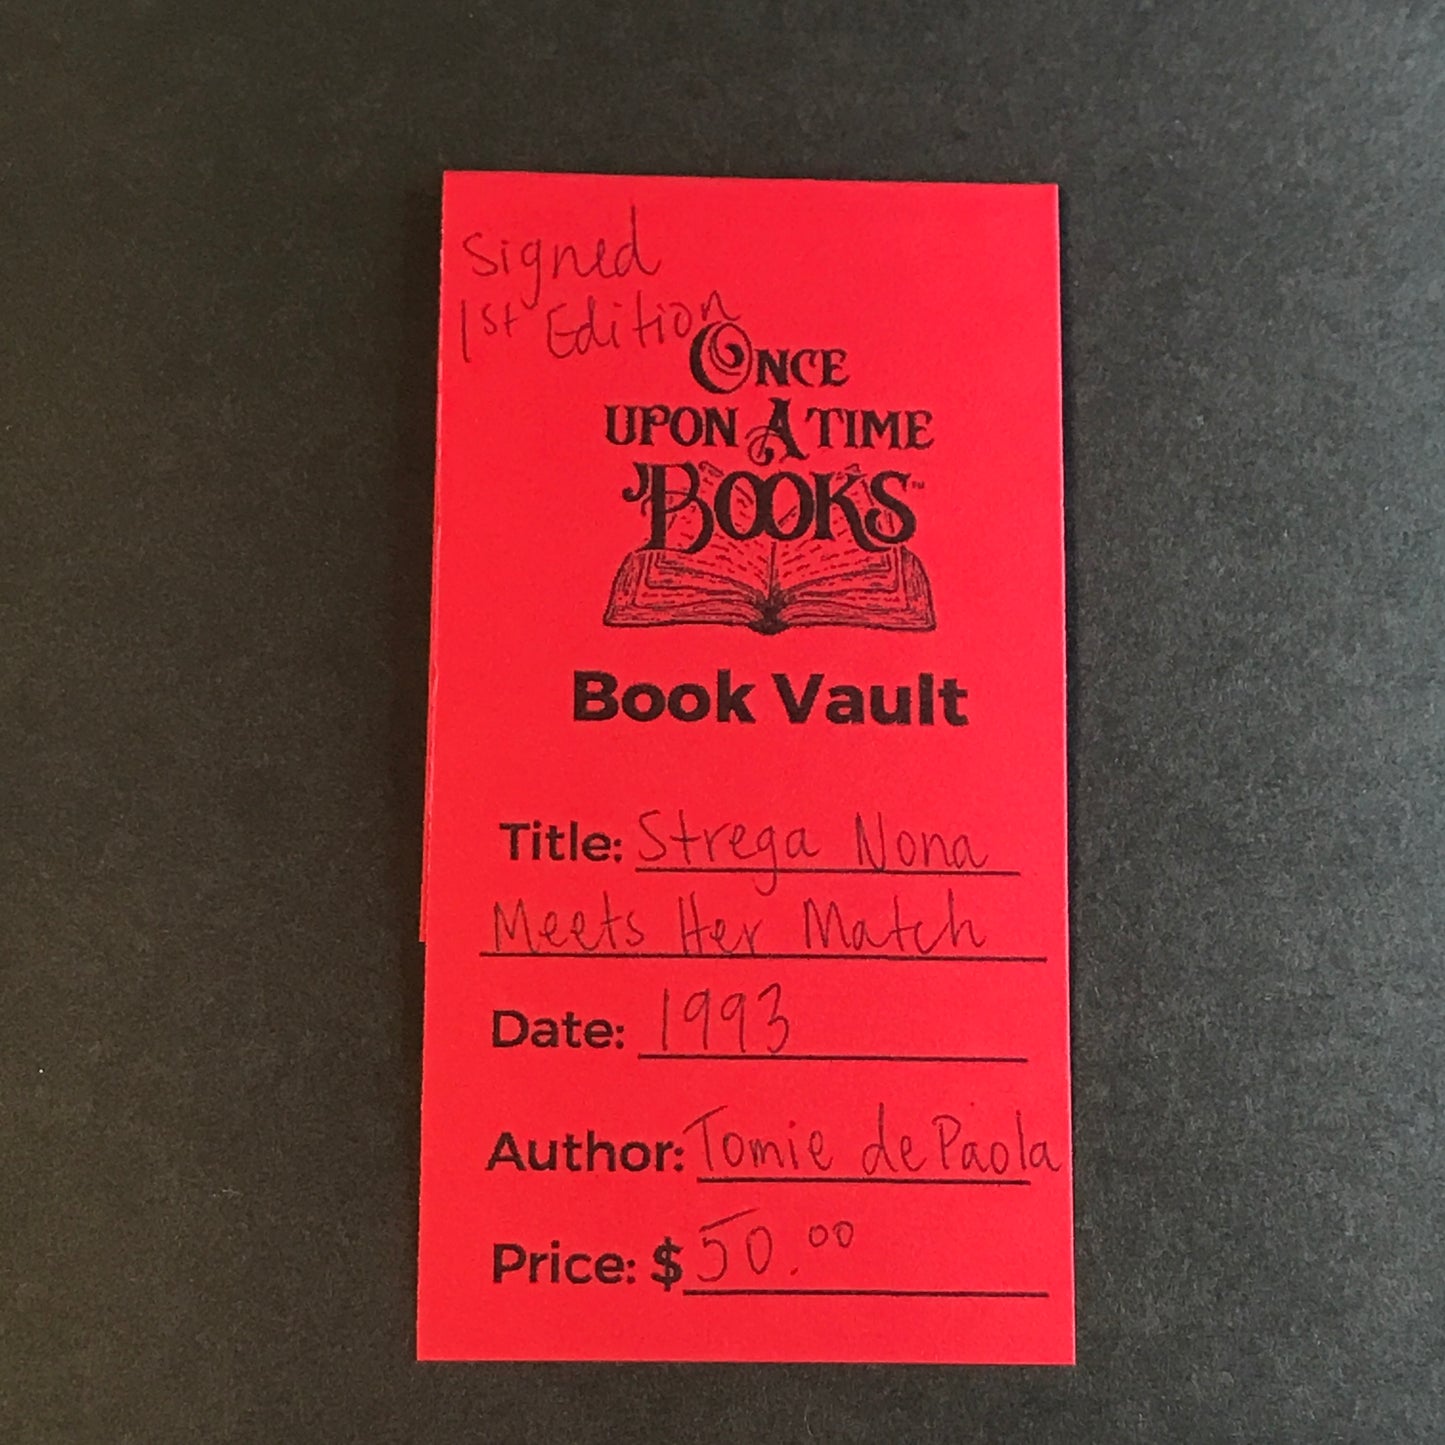 Signed
1st Edition
ONCE
UPON A TIME
BOOKS™
Book Vault
Title: Strega Nona
Meets Her Match
Date: 1993
Author: Tomie dePaola
Price: $50.00